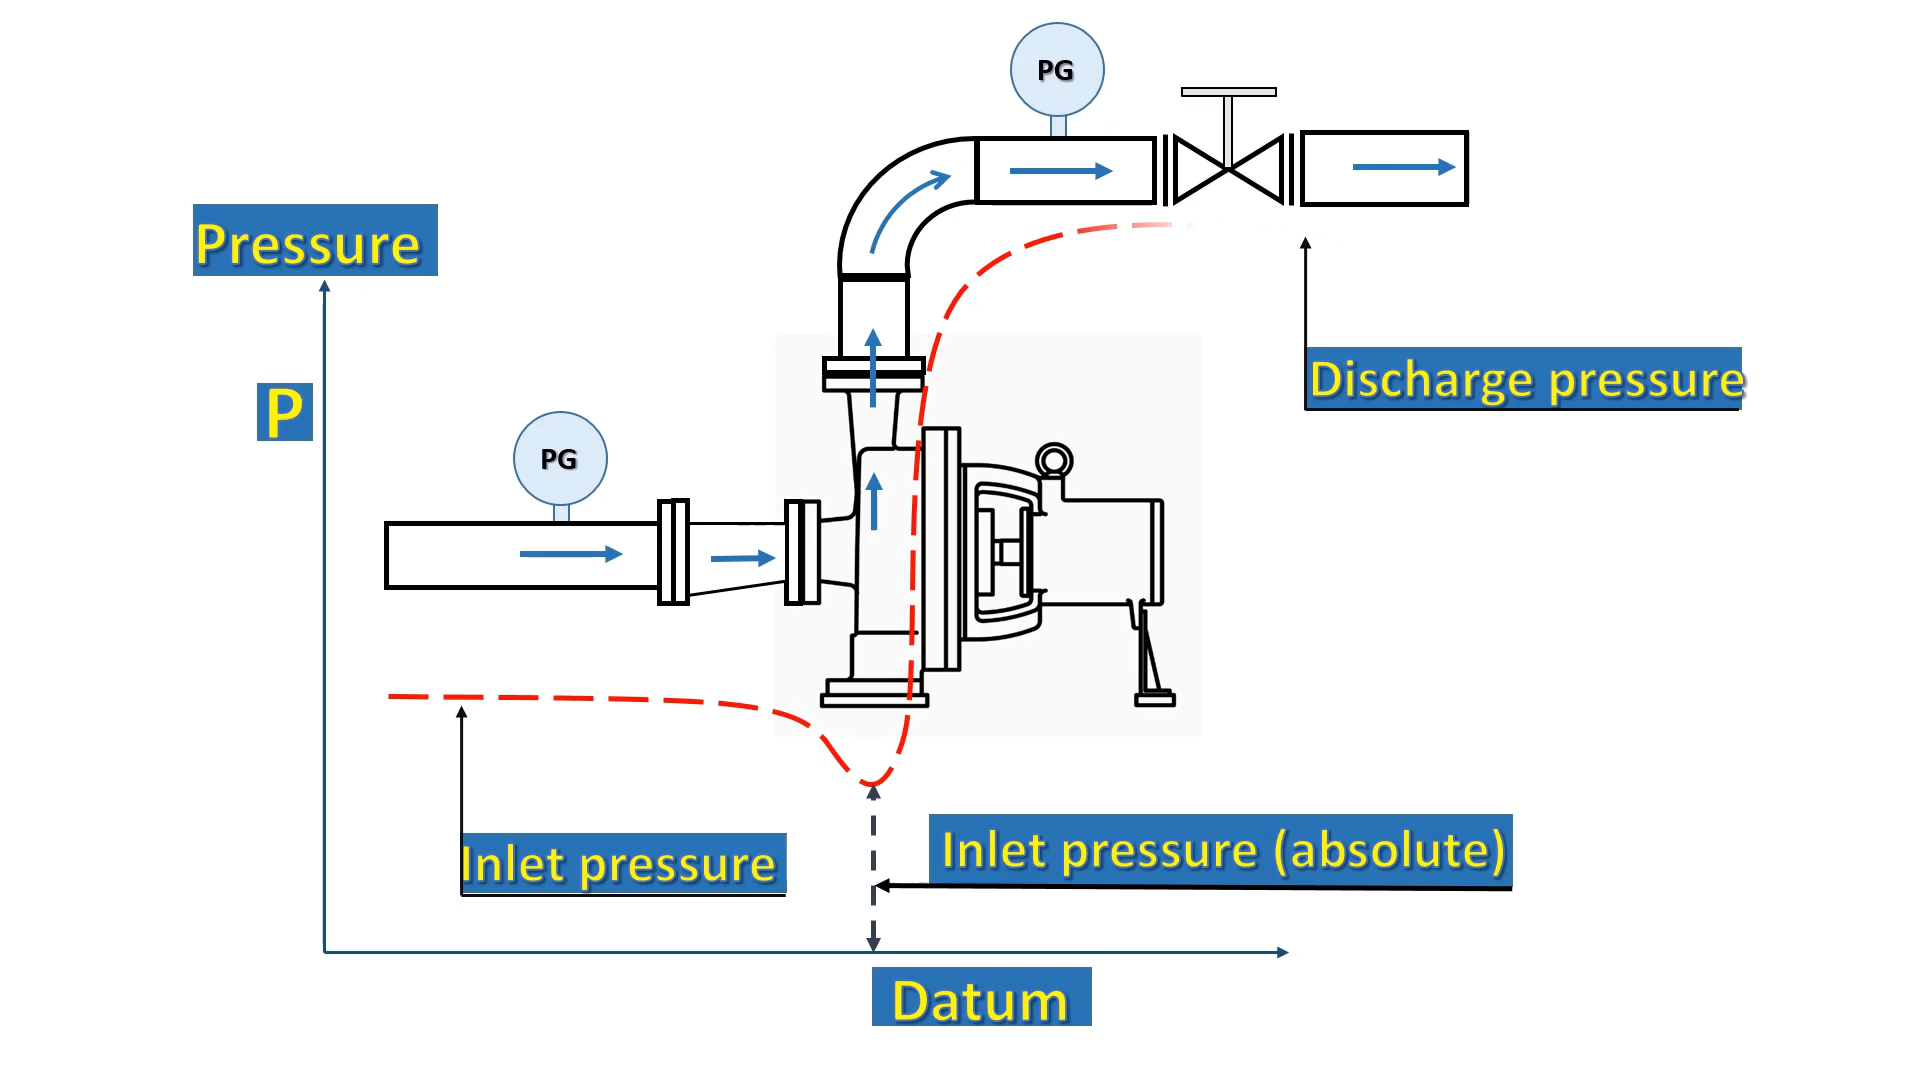 PG
Pressure
Discharge pressure
P
PG
Inlet pressure (absolute)
Inlet pressure
Datum